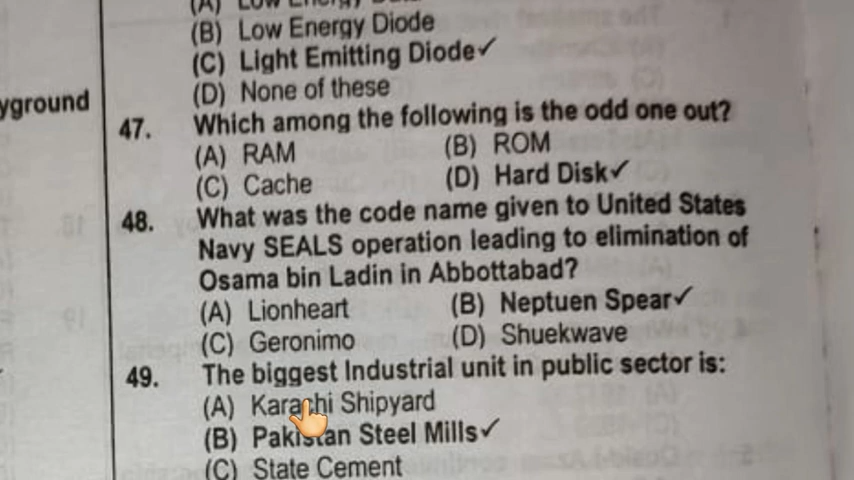 (B) Low Energy Diode
(C) Light Emitting Diode✓
(D) None of these
yground
47. Which among the following is the odd one out?
(A) RAM (B) ROM
(C) Cache (D) Hard Disk✓
48. What was the code name given to United States
Navy SEALS operation leading to elimination of
Osama bin Ladin in Abbottabad?
(A) Lionheart (B) Neptuen Spear✓
(C) Geronimo (D) Shuekwave
49. The biggest Industrial unit in public sector is:
(A) Karachi Shipyard
(B) Pakistan Steel Mills✓
(C) State Cement